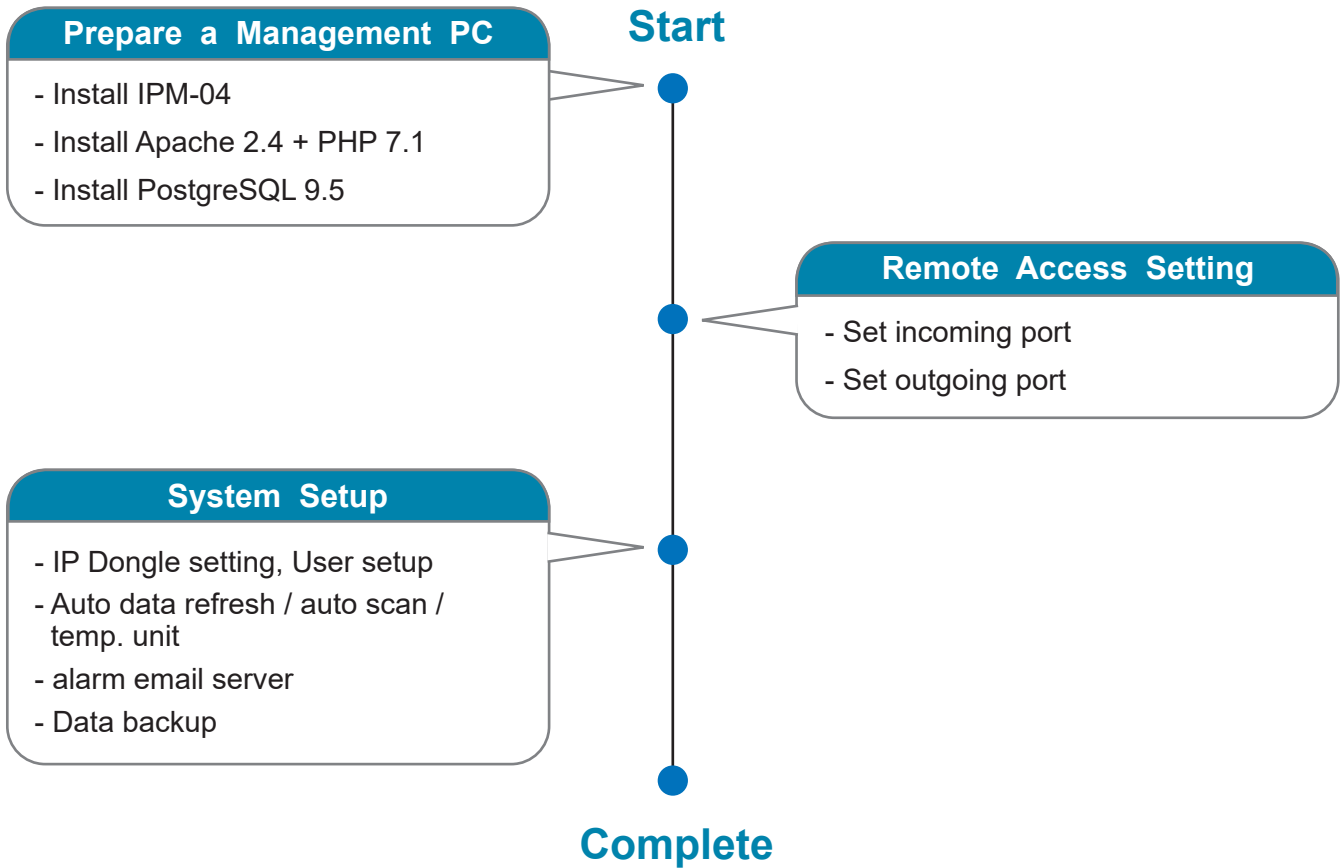 Start
Prepare a Management PC
- Install IPM-04
- Install Apache 2.4 + PHP 7.1
- Install PostgreSQL 9.5
Remote Access Setting
- Set incoming port
- Set outgoing port
System Setup
- IP Dongle setting, User setup
- Auto data refresh / auto scan /
temp. unit
- alarm email server
- Data backup
Complete